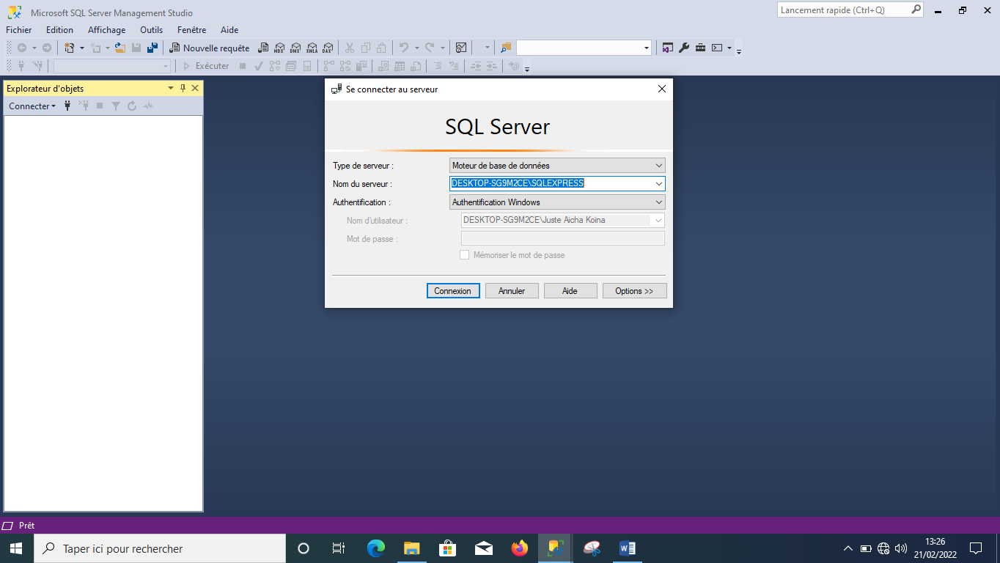 Microsoft SQL Server Management Studio
Lancement rapide (Ctrl+Q)
Fichier Edition Affichage Outils Fenêtre Aide
Nouvelle requête MDX DMX XMLA DAX
Exécuter
Explorateur d'objets
Connecter
Se connecter au serveur
SQL Server
Type de serveur : Moteur de base de données
Nom du serveur : DESKTOP-SG9M2CE\SQLEXPRESS
Authentification : Authentification Windows
Nom d'utilisateur : DESKTOP-SG9M2CE\Juste Aicha Koina
Mot de passe :
Mémoriser le mot de passe
Connexion Annuler Aide Options >>
Prêt
Taper ici pour rechercher
13:26
21/02/2022